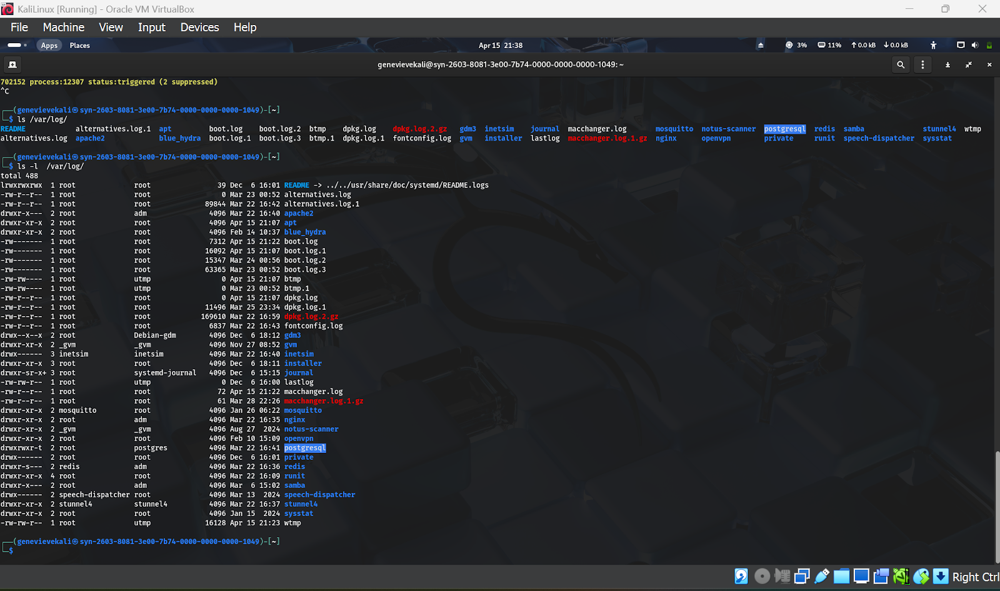 KaliLinux [Running] - Oracle VM VirtualBox
File Machine View Input Devices Help
Apps Places Apr 15 21:38 3% 11% ↑0.0 kB ↓0.0 kB
genevievekali@syn-2603-8081-3e00-7b74-0000-0000-0000-1049: ~
702152 process:12307 status:triggered (2 suppressed)
^C
┌──(genevievekali㉿syn-2603-8081-3e00-7b74-0000-0000-0000-1049)-[~]
└─$ ls /var/log/
README alternatives.log.1 apt boot.log boot.log.2 btmp dpkg.log dpkg.log.2.gz gdm3 inetsim journal macchanger.log mosquitto notus-scanner postgresql redis samba stunnel4 wtmp
alternatives.log apache2 blue_hydra boot.log.1 boot.log.3 btmp.1 dpkg.log.1 fontconfig.log gvm installer lastlog macchanger.log.1.gz nginx openvpn private runit speech-dispatcher sysstat
┌──(genevievekali㉿syn-2603-8081-3e00-7b74-0000-0000-0000-1049)-[~]
└─$ ls -l /var/log/
total 488
lrwxrwxrwx 1 root root 39 Dec 6 16:01 README -> ../../usr/share/doc/systemd/README.logs
-rw-r--r-- 1 root root 0 Mar 23 00:52 alternatives.log
-rw-r--r-- 1 root root 89844 Mar 22 16:42 alternatives.log.1
drwxr-x--- 2 root adm 4096 Mar 22 16:40 apache2
drwxr-xr-x 2 root root 4096 Apr 15 21:07 apt
drwxr-xr-x 2 root root 4096 Feb 14 10:37 blue_hydra
-rw------- 1 root root 7312 Apr 15 21:22 boot.log
-rw------- 1 root root 16092 Apr 15 21:07 boot.log.1
-rw------- 1 root root 15347 Mar 24 00:56 boot.log.2
-rw------- 1 root root 63365 Mar 23 00:52 boot.log.3
-rw-rw---- 1 root utmp 0 Apr 15 21:07 btmp
-rw-rw---- 1 root utmp 0 Mar 23 00:52 btmp.1
-rw-r--r-- 1 root root 0 Apr 15 21:07 dpkg.log
-rw-r--r-- 1 root root 11496 Mar 25 23:34 dpkg.log.1
-rw-r--r-- 1 root root 169610 Mar 22 16:59 dpkg.log.2.gz
-rw-r--r-- 1 root root 6837 Mar 22 16:43 fontconfig.log
drwx--x--x 2 root Debian-gdm 4096 Dec 6 18:12 gdm3
drwxr-xr-x 2 _gvm _gvm 4096 Nov 27 08:52 gvm
drwx------ 3 inetsim inetsim 4096 Mar 22 16:40 inetsim
drwxr-xr-x 3 root root 4096 Dec 6 18:11 installer
drwxr-sr-x+ 3 root systemd-journal 4096 Dec 6 15:15 journal
-rw-rw-r-- 1 root utmp 0 Dec 6 16:00 lastlog
-rw-r--r-- 1 root root 72 Apr 15 21:22 macchanger.log
-rw-r--r-- 1 root root 61 Mar 28 22:26 macchanger.log.1.gz
drwxr-xr-x 2 mosquitto root 4096 Jan 26 06:22 mosquitto
drwxr-xr-x 2 root adm 4096 Mar 22 16:35 nginx
drwxr-xr-x 2 _gvm _gvm 4096 Aug 27 2024 notus-scanner
drwxr-xr-x 2 root root 4096 Feb 10 15:09 openvpn
drwxrwxr-t 2 root postgres 4096 Mar 22 16:41 postgresql
drwx------ 2 root root 4096 Dec 6 16:01 private
drwxr-s--- 2 redis adm 4096 Mar 22 16:36 redis
drwxr-xr-x 4 root root 4096 Mar 22 16:09 runit
drwxr-x--- 2 root adm 4096 Mar 6 15:02 samba
drwx------ 2 speech-dispatcher root 4096 Mar 13 2024 speech-dispatcher
drwxr-xr-x 2 stunnel4 stunnel4 4096 Mar 22 16:37 stunnel4
drwxr-xr-x 2 root root 4096 Jan 15 2024 sysstat
-rw-rw-r-- 1 root utmp 16128 Apr 15 21:23 wtmp
┌──(genevievekali㉿syn-2603-8081-3e00-7b74-0000-0000-0000-1049)-[~]
└─$
Right Ctrl